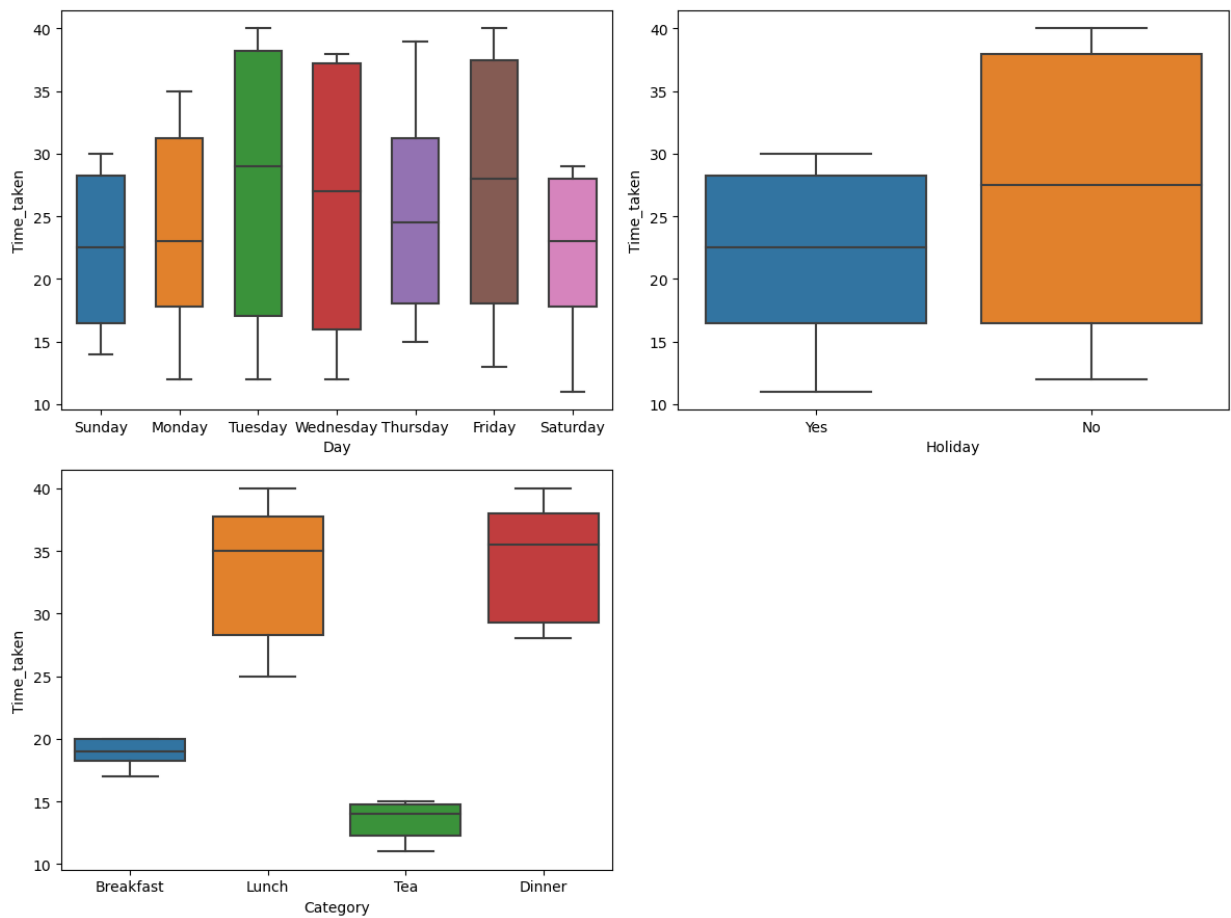 40
35
30
25
20
15
10
Time_taken
Sunday Monday Tuesday Wednesday Thursday Friday Saturday
Day
40
35
30
25
20
15
10
Time_taken
Yes No
Holiday
40
35
30
25
20
15
10
Time_taken
Breakfast Lunch Tea Dinner
Category